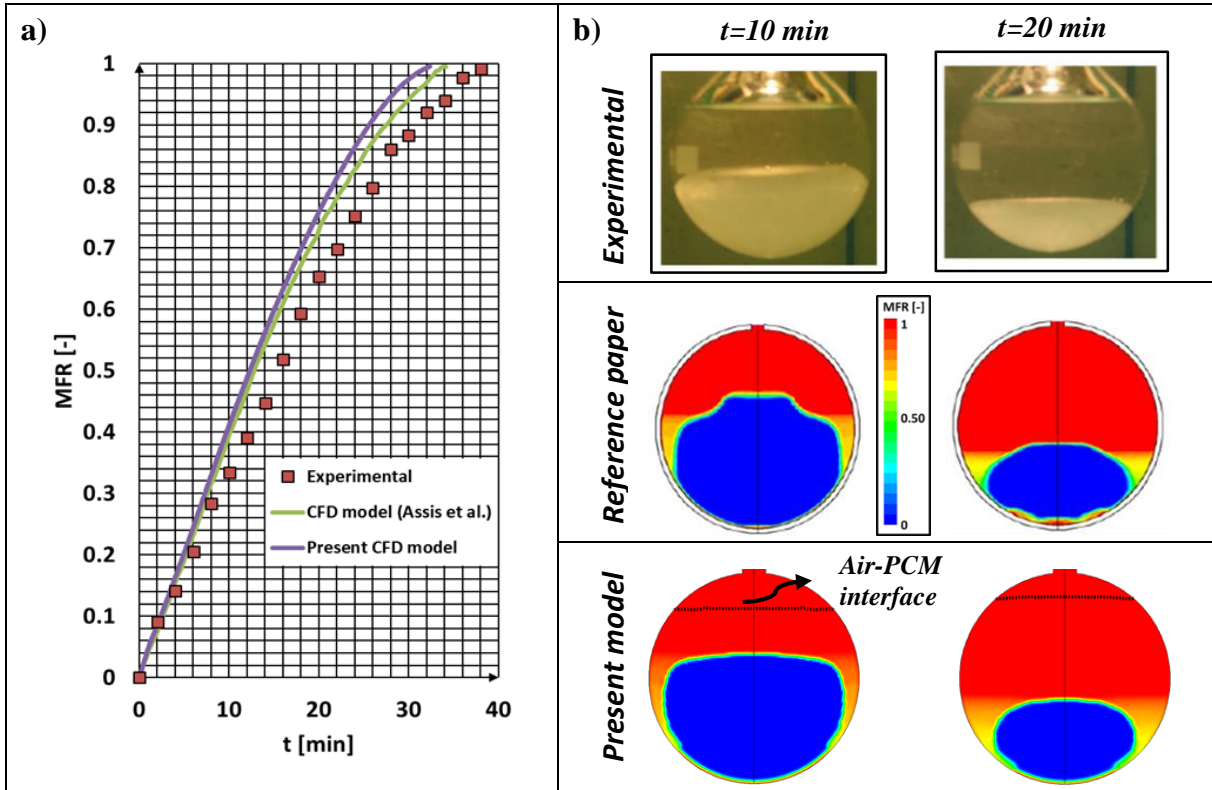 a)
1
0.9
0.8
0.7
0.6
0.5
0.4
0.3
0.2
0.1
0
MFR [-]
0
10
20
30
40
t [min]
Experimental
CFD model (Assis et al.)
Present CFD model
b)
t=10 min
t=20 min
Experimental
Reference paper
MFR [-]
1
0.50
0
Present model
Air-PCM
interface